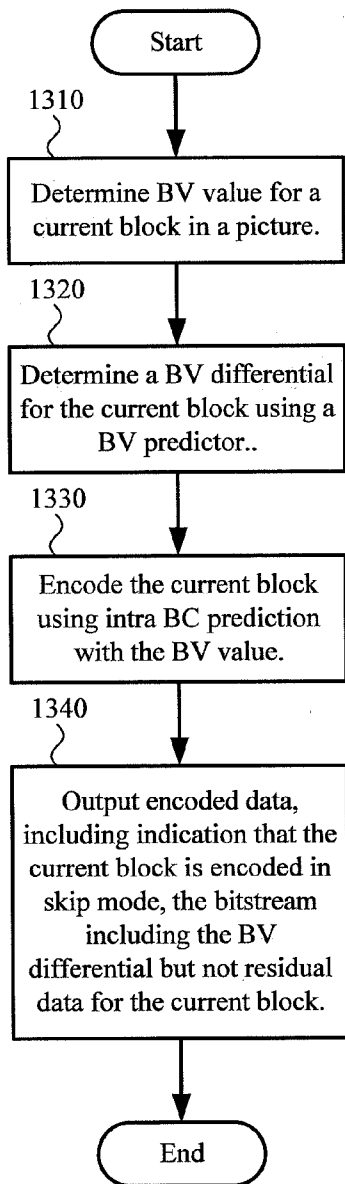 Start
1310
Determine BV value for a
current block in a picture.
1320
Determine a BV differential
for the current block using a
BV predictor..
1330
Encode the current block
using intra BC prediction
with the BV value.
1340
Output encoded data,
including indication that the
current block is encoded in
skip mode, the bitstream
including the BV
differential but not residual
data for the current block.
End